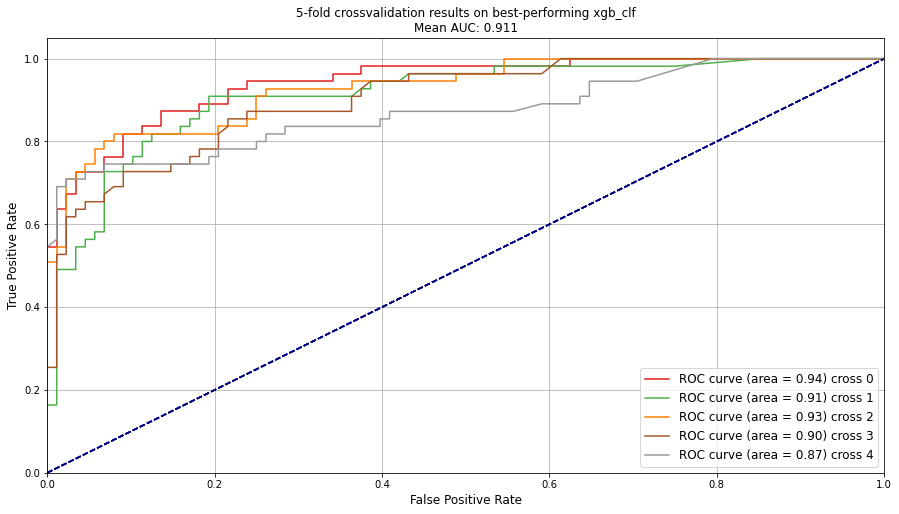 5-fold crossvalidation results on best-performing xgb_clf
Mean AUC: 0.911
True Positive Rate
1.0
0.8
0.6
0.4
0.2
0.0
ROC curve (area = 0.94) cross 0
ROC curve (area = 0.91) cross 1
ROC curve (area = 0.93) cross 2
ROC curve (area = 0.90) cross 3
ROC curve (area = 0.87) cross 4
0.0 0.2 0.4 0.6 0.8 1.0
False Positive Rate